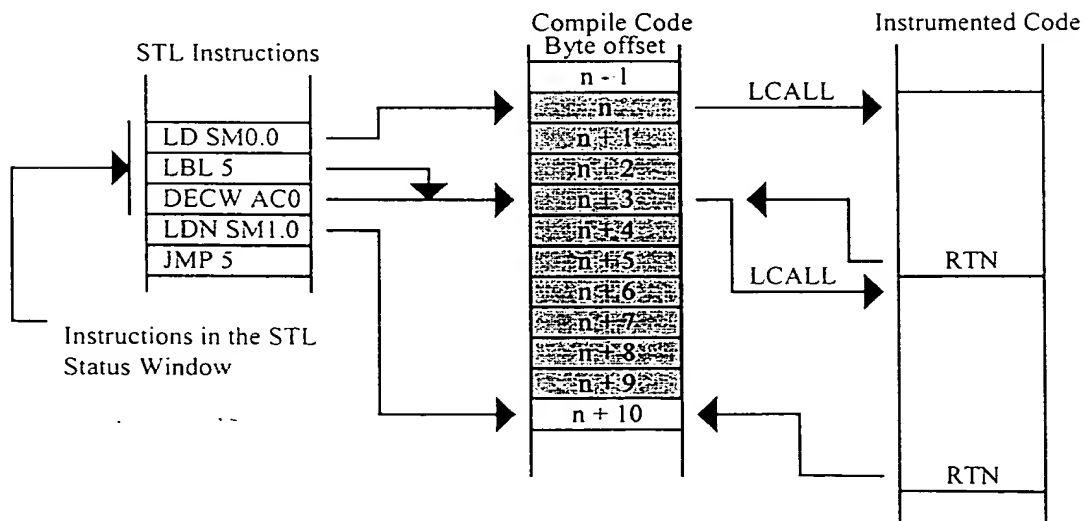 STL Instructions
LD SM0.0
LBL 5
DECW AC0
LDN SM1.0
JMP 5
Instructions in the STL
Status Window
Compile Code
Byte offset
n - 1
n
n + 1
n + 2
n + 3
n + 4
n + 5
n + 6
n + 7
n + 8
n + 9
n + 10
Instrumented Code
LCALL
RTN
LCALL
RTN